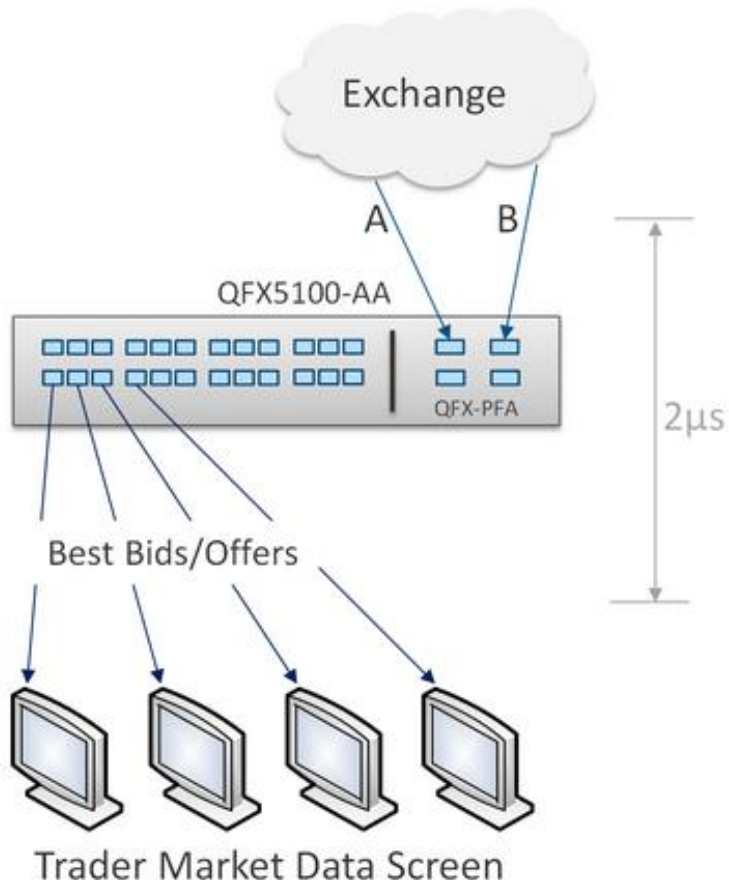 Exchange
A
B
QFX5100-AA
QFX-PFA
2μs
Best Bids/Offers
Trader Market Data Screen